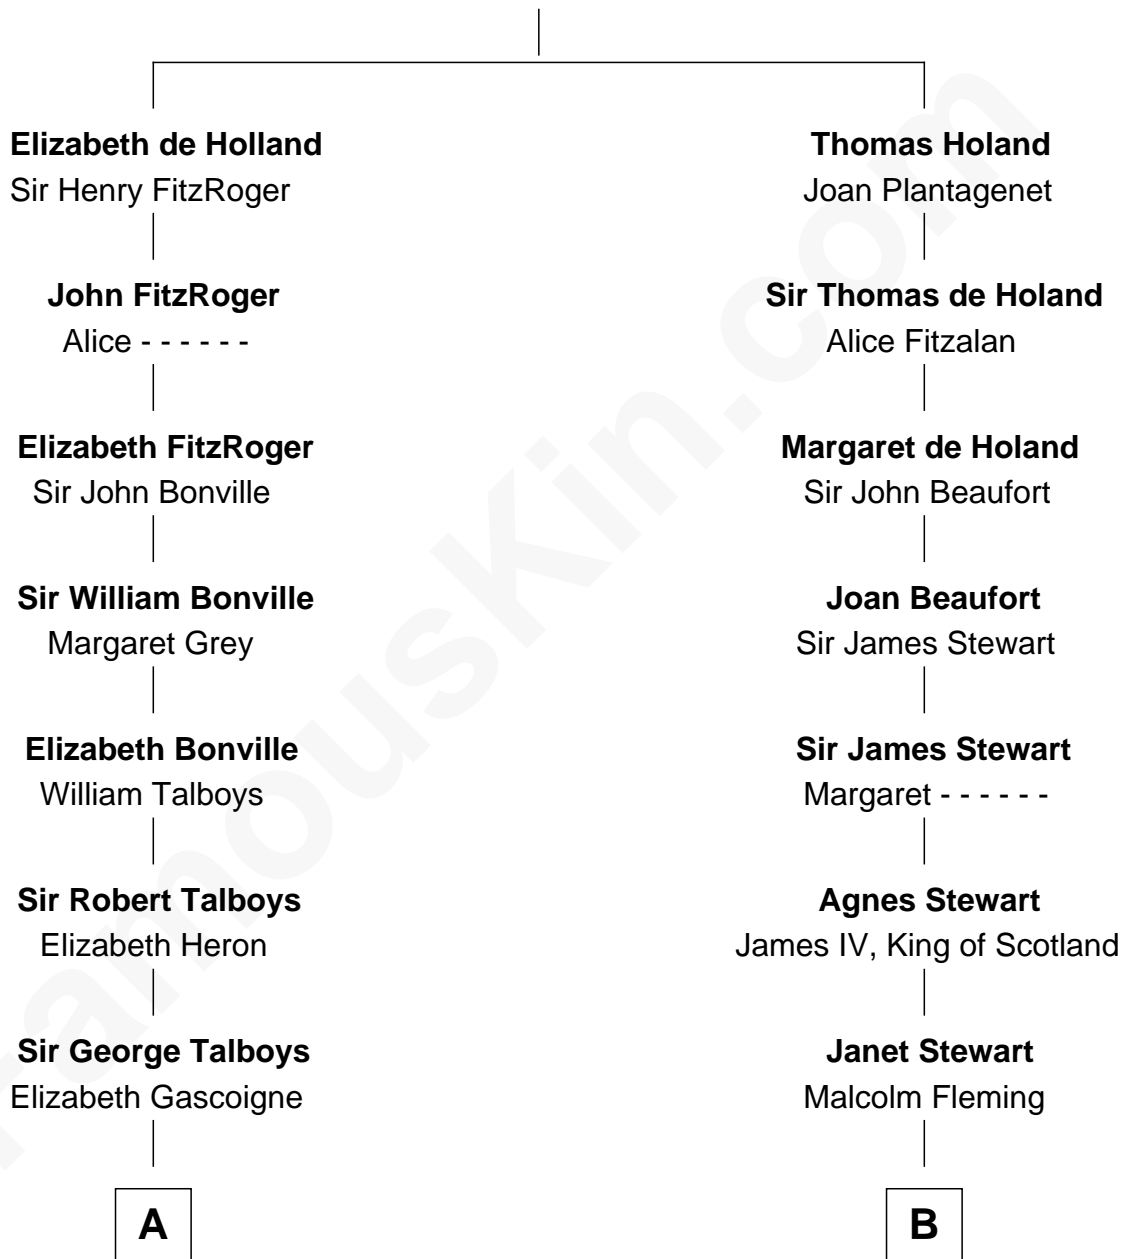 Elizabeth de Holland
Sir Henry FitzRoger
John FitzRoger
Alice - - - - - -
Elizabeth FitzRoger
Sir John Bonville
Sir William Bonville
Margaret Grey
Elizabeth Bonville
William Talboys
Sir Robert Talboys
Elizabeth Heron
Sir George Talboys
Elizabeth Gascoigne
A
Thomas Holand
Joan Plantagenet
Sir Thomas de Holand
Alice Fitzalan
Margaret de Holand
Sir John Beaufort
Joan Beaufort
Sir James Stewart
Sir James Stewart
Margaret - - - - - -
Agnes Stewart
James IV, King of Scotland
Janet Stewart
Malcolm Fleming
B
FamousKin.com